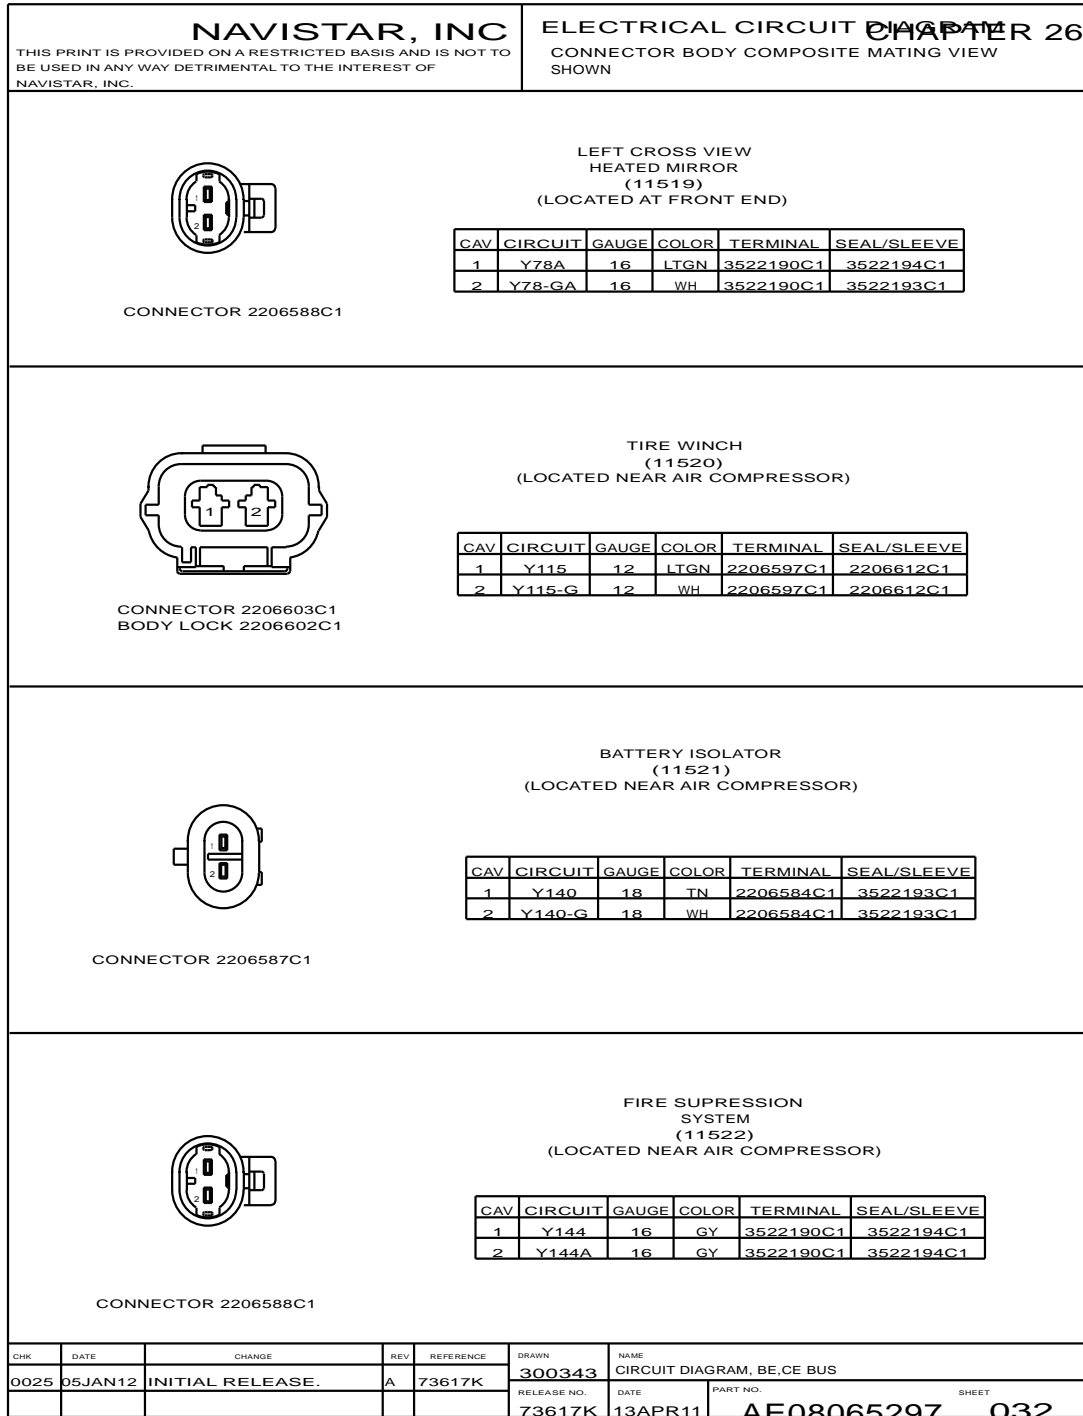 NAVISTAR, INC
THIS PRINT IS PROVIDED ON A RESTRICTED BASIS AND IS NOT TO
BE USED IN ANY WAY DETRIMENTAL TO THE INTEREST OF
NAVISTAR, INC.
ELECTRICAL CIRCUIT DIAGRAM
CHAPTER 26
CONNECTOR BODY COMPOSITE MATING VIEW
SHOWN
LEFT CROSS VIEW
HEATED MIRROR
(11519)
(LOCATED AT FRONT END)
1
2
CAV CIRCUIT GAUGE COLOR TERMINAL SEAL/SLEEVE
1 Y78A 16 LTGN 3522190C1 3522194C1
2 Y78-GA 16 WH 3522190C1 3522193C1
CONNECTOR 2206588C1
TIRE WINCH
(11520)
(LOCATED NEAR AIR COMPRESSOR)
1 2
CAV CIRCUIT GAUGE COLOR TERMINAL SEAL/SLEEVE
1 Y115 12 LTGN 2206597C1 2206612C1
2 Y115-G 12 WH 2206597C1 2206612C1
CONNECTOR 2206603C1
BODY LOCK 2206602C1
BATTERY ISOLATOR
(11521)
(LOCATED NEAR AIR COMPRESSOR)
1
2
CAV CIRCUIT GAUGE COLOR TERMINAL SEAL/SLEEVE
1 Y140 18 TN 2206584C1 3522193C1
2 Y140-G 18 WH 2206584C1 3522193C1
CONNECTOR 2206587C1
FIRE SUPRESSION
SYSTEM
(11522)
(LOCATED NEAR AIR COMPRESSOR)
1
2
CAV CIRCUIT GAUGE COLOR TERMINAL SEAL/SLEEVE
1 Y144 16 GY 3522190C1 3522194C1
2 Y144A 16 GY 3522190C1 3522194C1
CONNECTOR 2206588C1
CHK DATE CHANGE REV REFERENCE DRAWN NAME
0025 05JAN12 INITIAL RELEASE. A 73617K 300343 CIRCUIT DIAGRAM, BE,CE BUS
RELEASE NO. DATE PART NO. SHEET
73617K 13APR11 AE08065297 032